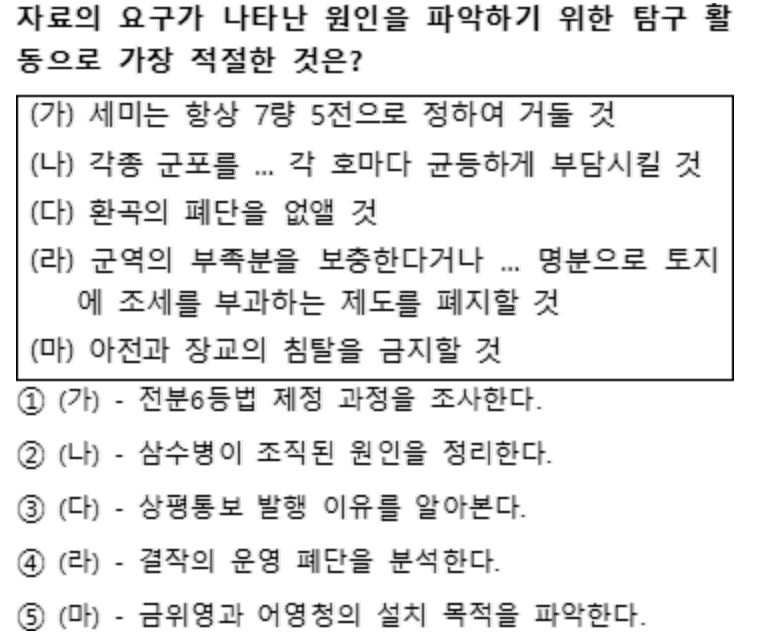 자료의 요구가 나타난 원인을 파악하기 위한 탐구 활
동으로 가장 적절한 것은?
(가) 세미는 항상 7량 5전으로 정하여 거둘 것
(나) 각종 군포를 ... 각 호마다 균등하게 부담시킬 것
(다) 환곡의 폐단을 없앨 것
(라) 군역의 부족분을 보충한다거나 ... 명분으로 토지
에 조세를 부과하는 제도를 폐지할 것
(마) 아전과 장교의 침탈을 금지할 것
① (가) - 전분6등법 제정 과정을 조사한다.
② (나) - 삼수병이 조직된 원인을 정리한다.
③ (다) - 상평통보 발행 이유를 알아본다.
④ (라) - 결작의 운영 폐단을 분석한다.
⑤ (마) - 금위영과 어영청의 설치 목적을 파악한다.